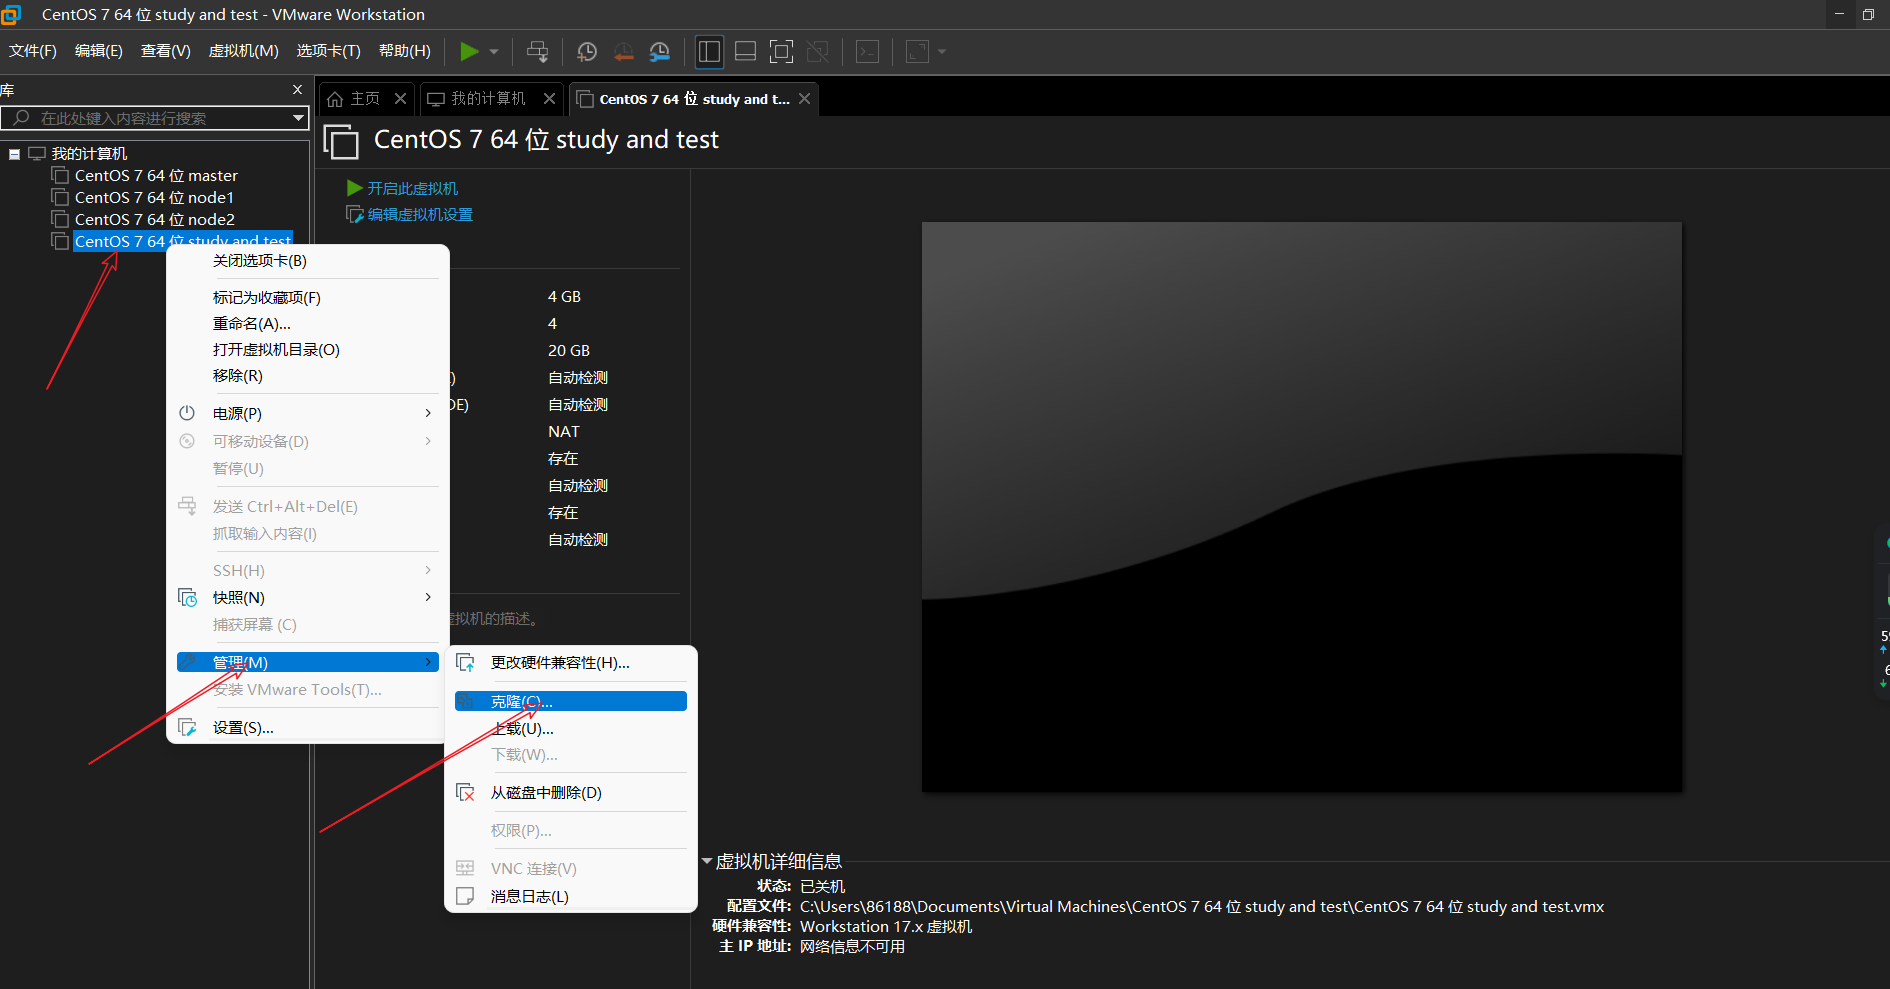 CentOS 7 64 位 study and test - VMware Workstation
文件(F) 编辑(E) 查看(V) 虚拟机(M) 选项卡(T) 帮助(H)
库
在此处键入内容进行搜索
我的计算机
CentOS 7 64 位 master
CentOS 7 64 位 node1
CentOS 7 64 位 node2
CentOS 7 64 位 study and test
主页
我的计算机
CentOS 7 64 位 study and t...
CentOS 7 64 位 study and test
开启此虚拟机
编辑虚拟机设置
关闭选项卡(B)
标记为收藏项(F)
重命名(A)...
打开虚拟机目录(O)
移除(R)
电源(P)
可移动设备(D)
暂停(U)
发送 Ctrl+Alt+Del(E)
抓取输入内容(I)
SSH(H)
快照(N)
捕获屏幕 (C)
管理(M)
安装 VMware Tools(T)...
设置(S)...
4 GB
4
20 GB
自动检测
DE)
自动检测
NAT
存在
自动检测
存在
自动检测
虚拟机的描述。
更改硬件兼容性(H)...
克隆(C)...
上载(U)...
下载(W)...
从磁盘中删除(D)
权限(P)...
VNC 连接(V)
消息日志(L)
虚拟机详细信息
状态: 已关机
配置文件: C:\Users\86188\Documents\Virtual Machines\CentOS 7 64 位 study and test\CentOS 7 64 位 study and test.vmx
硬件兼容性: Workstation 17.x 虚拟机
主 IP 地址: 网络信息不可用